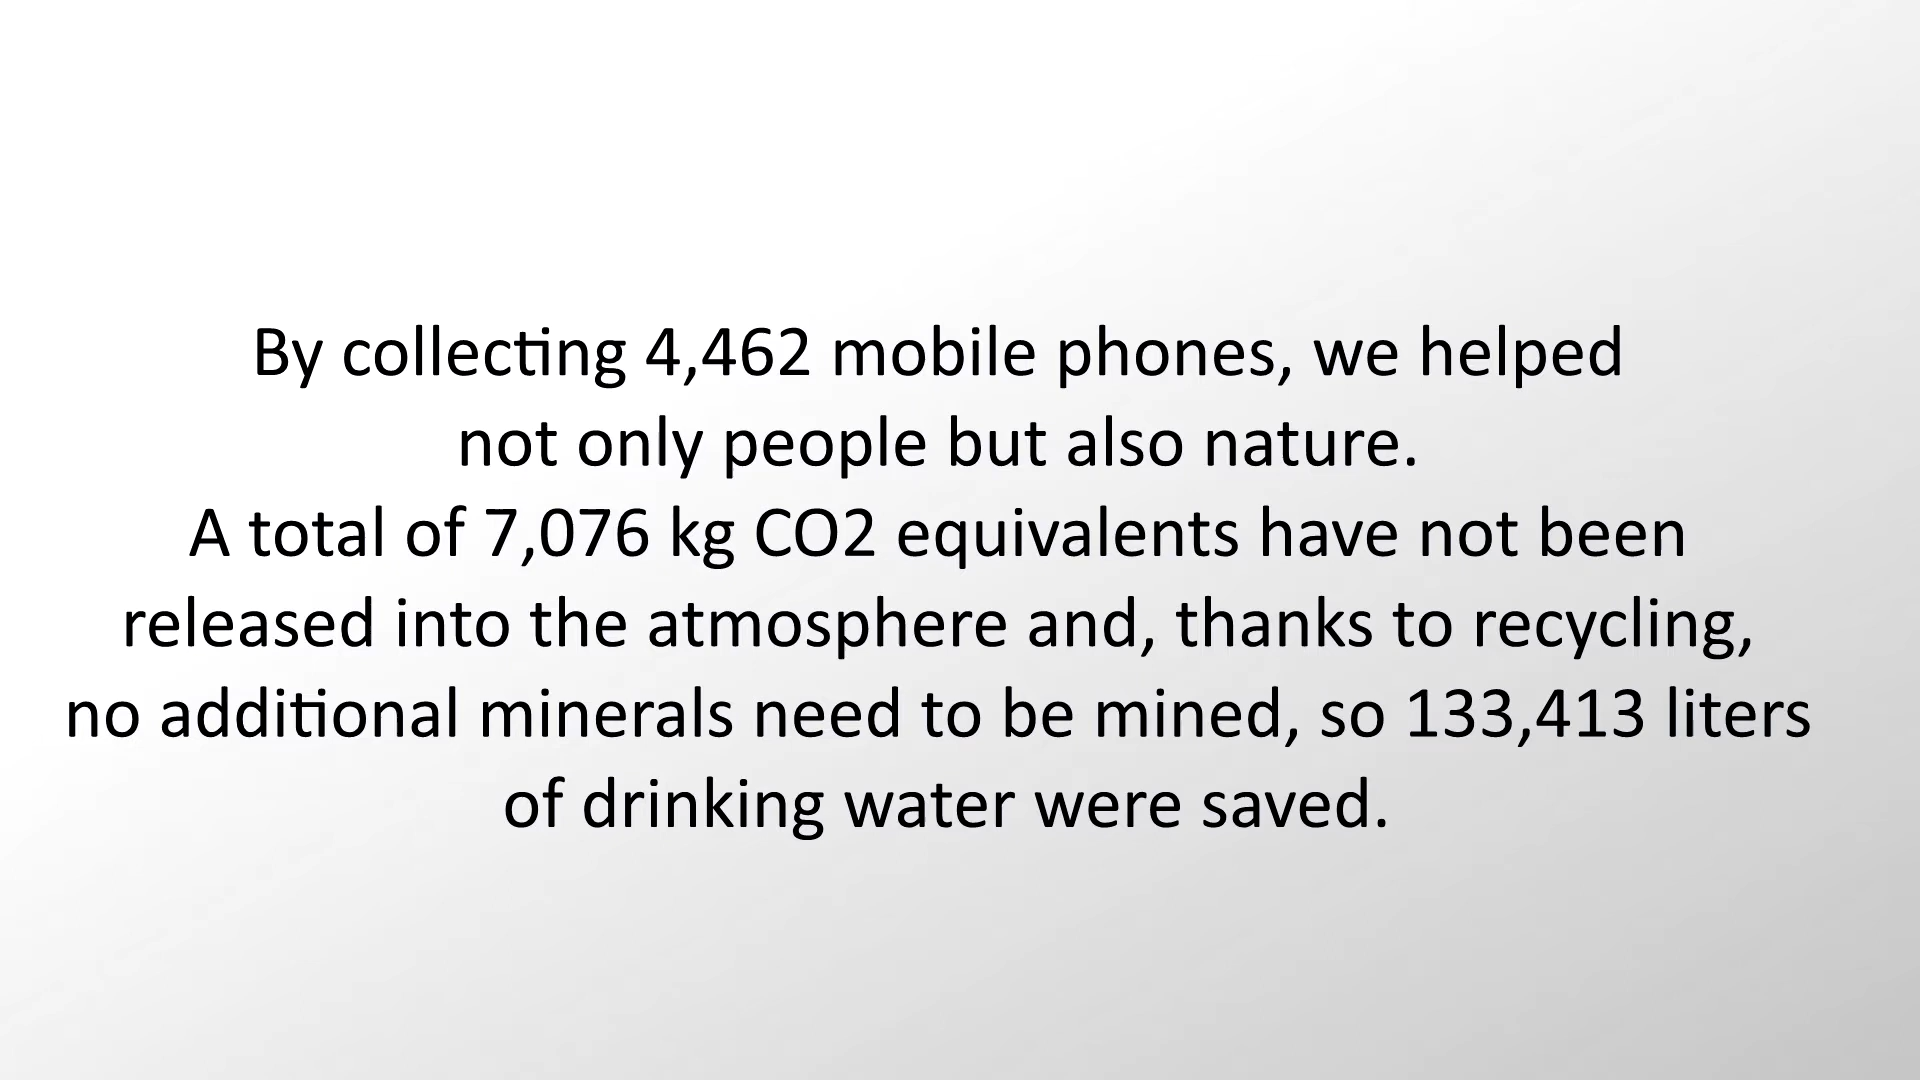 By collecting 4,462 mobile phones, we helped
not only people but also nature.
A total of 7,076 kg CO2 equivalents have not been
released into the atmosphere and, thanks to recycling,
no additional minerals need to be mined, so 133,413 liters
of drinking water were saved.